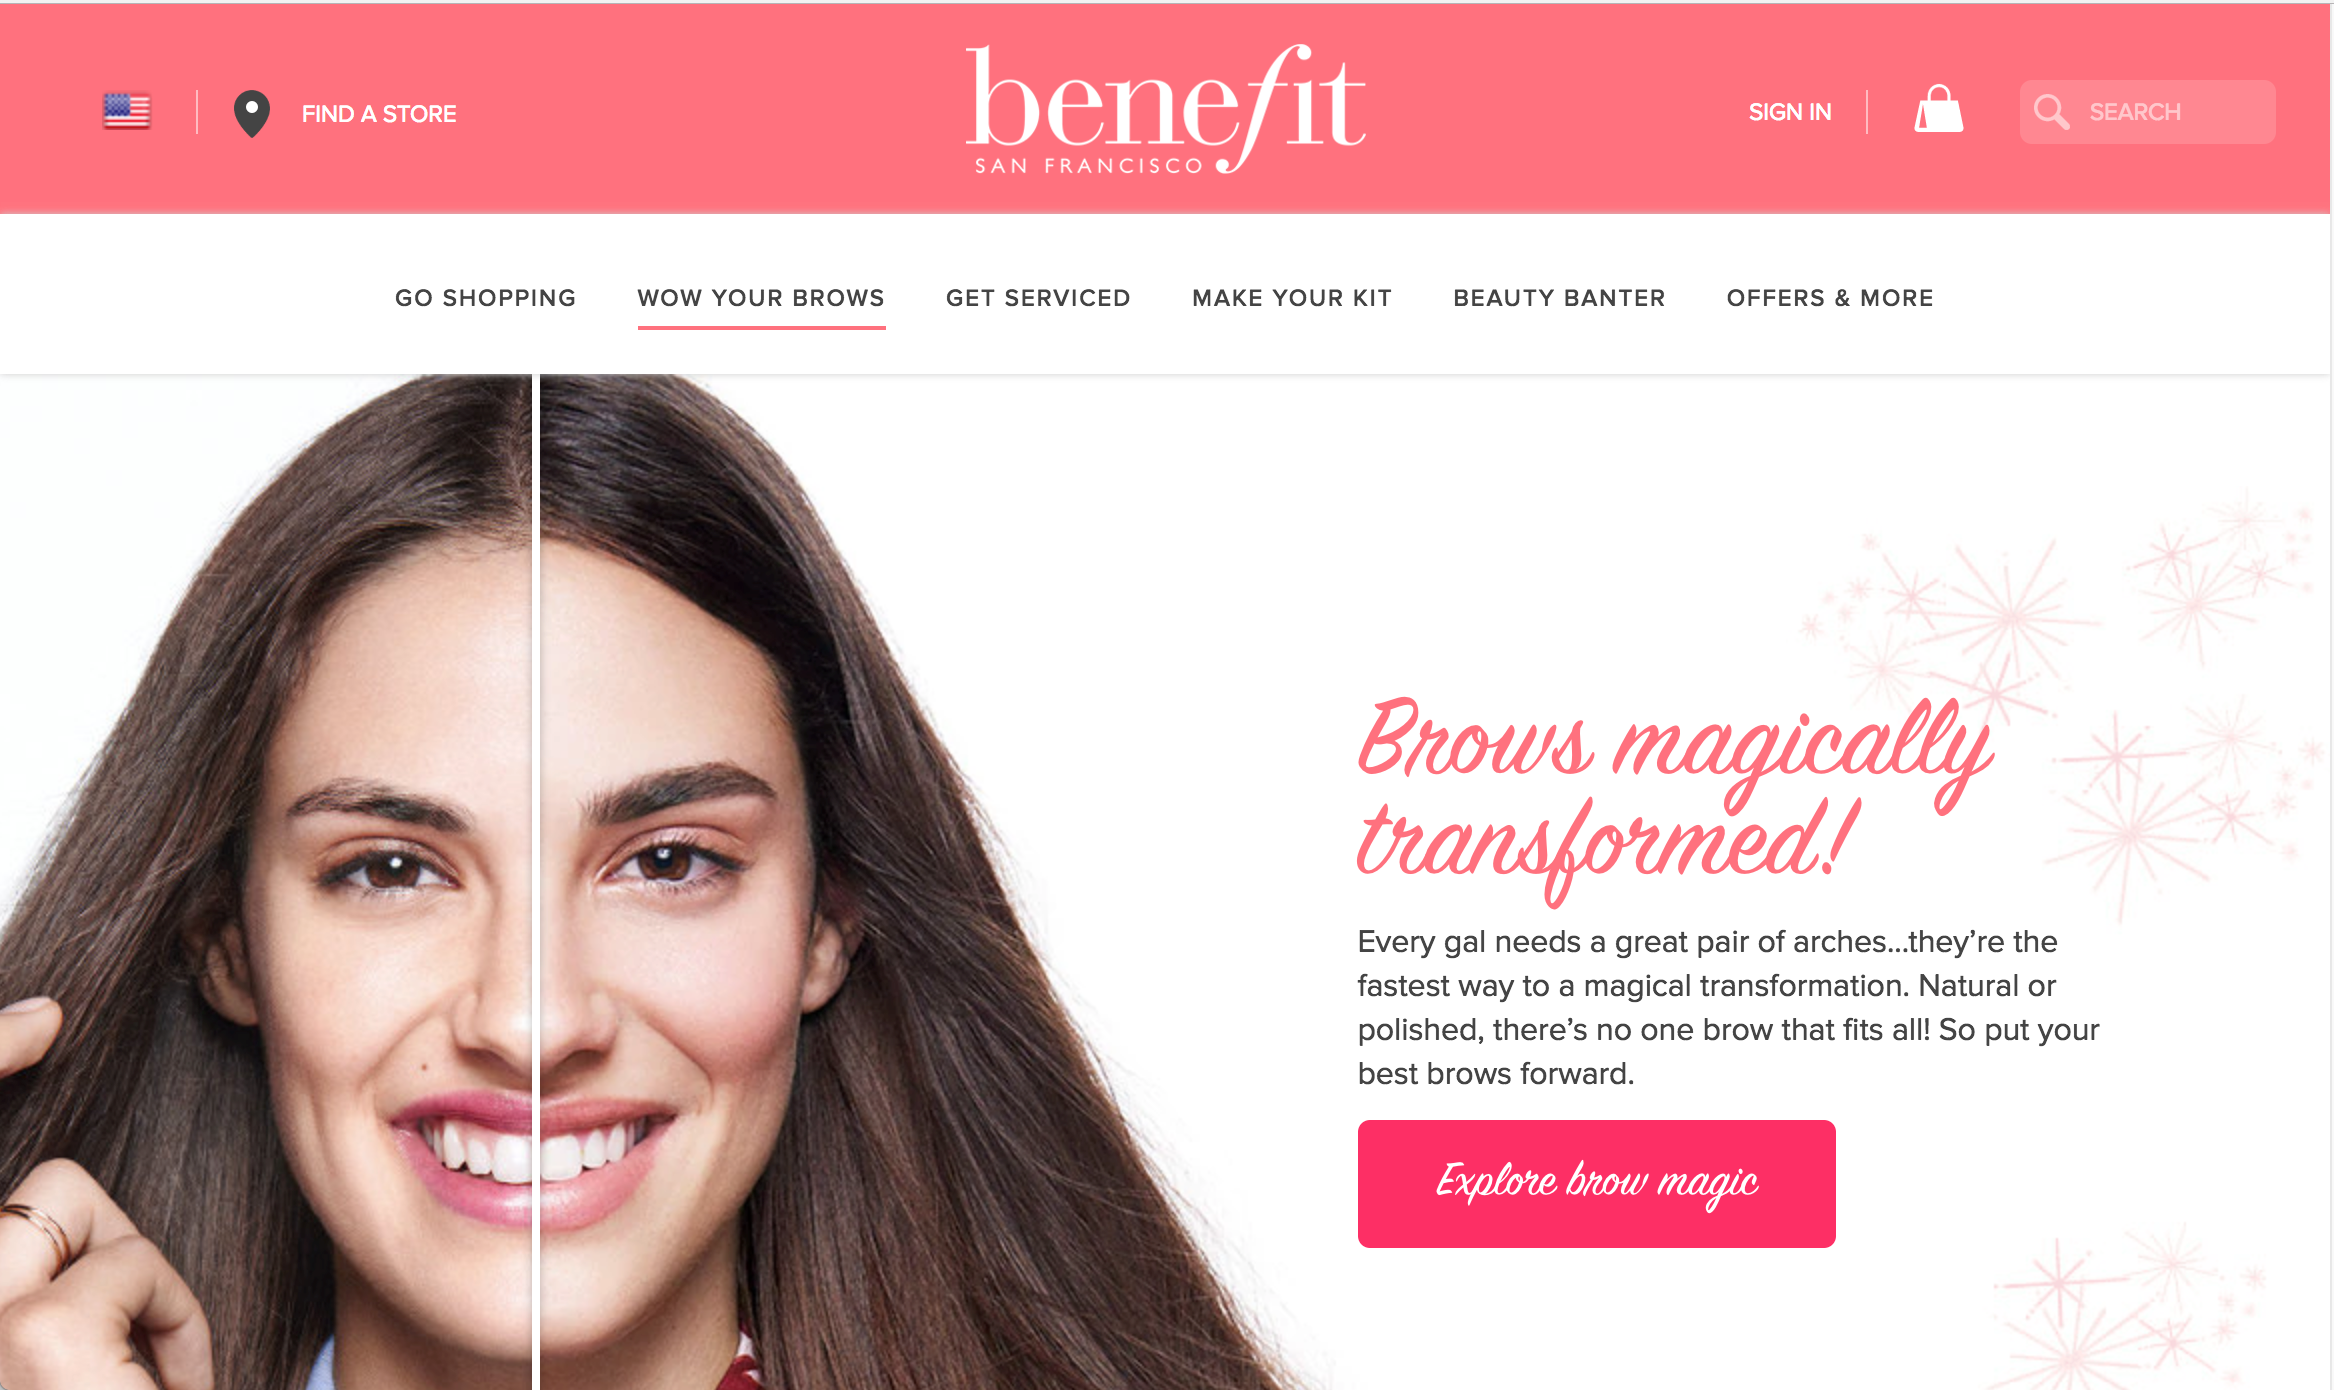 FIND A STORE
benefit
SAN FRANCISCO
SIGN IN
SEARCH
GO SHOPPING
WOW YOUR BROWS
GET SERVICED
MAKE YOUR KIT
BEAUTY BANTER
OFFERS & MORE
Brows magically
transformed!
Every gal needs a great pair of arches...they’re the
fastest way to a magical transformation. Natural or
polished, there’s no one brow that fits all! So put your
best brows forward.
Explore brow magic